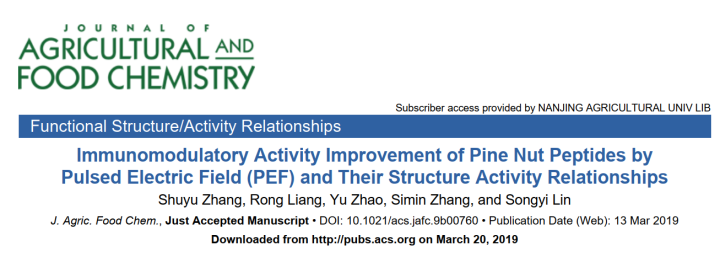 JOURNAL OF
AGRICULTURAL AND
FOOD CHEMISTRY
Subscriber access provided by NANJING AGRICULTURAL UNIV LIB
Functional Structure/Activity Relationships
Immunomodulatory Activity Improvement of Pine Nut Peptides by
Pulsed Electric Field (PEF) and Their Structure Activity Relationships
Shuyu Zhang, Rong Liang, Yu Zhao, Simin Zhang, and Songyi Lin
J. Agric. Food Chem., Just Accepted Manuscript • DOI: 10.1021/acs.jafc.9b00760 • Publication Date (Web): 13 Mar 2019
Downloaded from http://pubs.acs.org on March 20, 2019